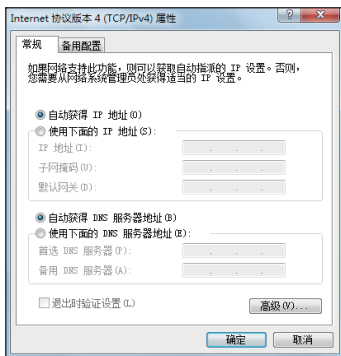 Internet 协议版本 4 (TCP/IPv4) 属性
常规 备用配置
如果网络支持此功能，则可以获取自动指派的 IP 设置。否则，
您需要从网络系统管理员处获得适当的 IP 设置。
自动获得 IP 地址(O)
使用下面的 IP 地址(S):
IP 地址(I):
子网掩码(U):
默认网关(D):
自动获得 DNS 服务器地址(B)
使用下面的 DNS 服务器地址(E):
首选 DNS 服务器(P):
备用 DNS 服务器(A):
退出时验证设置(L)
高级(V)...
确定 取消